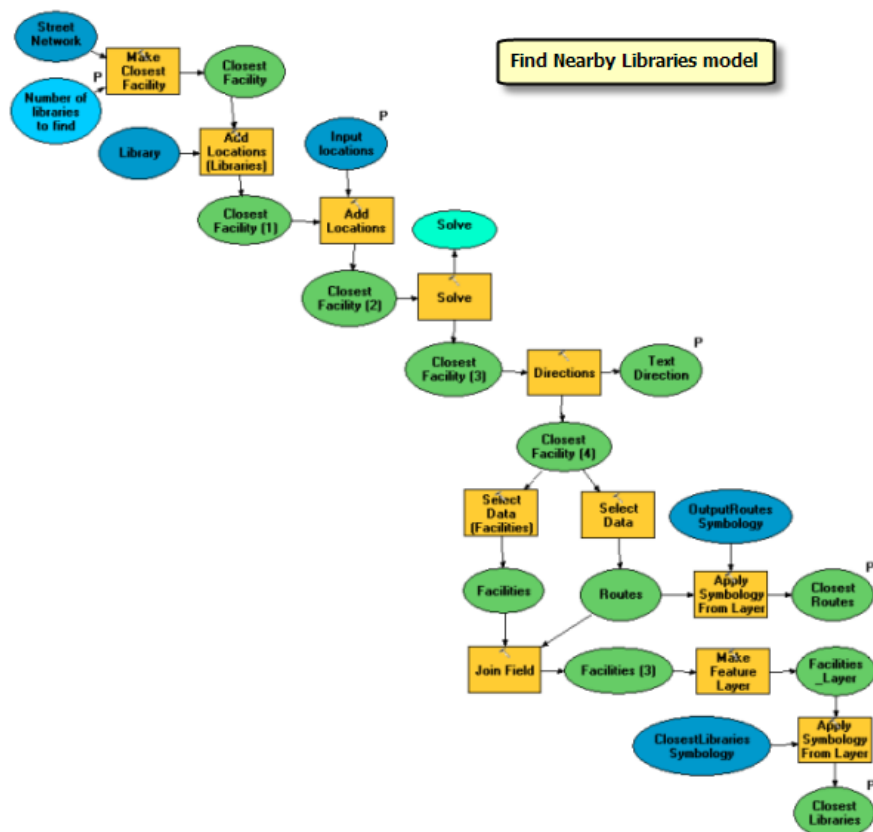 Street
Network
Find Nearby Libraries model
Make
Closest
Facility
Closest
Facility
P
Number of
libraries
to find
P
Library
Add
Locations
(Libraries)
Input
locations
Closest
Facility (1)
Add
Locations
Solve
Closest
Facility (2)
Solve
P
Closest
Facility (3)
Directions
Text
Direction
Closest
Facility (4)
Select
Data
(Facilities)
Select
Data
OutputRoutes
Symbology
P
Facilities
Routes
Apply
Symbology
From Layer
Closest
Routes
Join Field
Facilities (3)
Make
Feature
Layer
Facilities
_Layer
ClosestLibraries
Symbology
Apply
Symbology
From Layer
P
Closest
Libraries